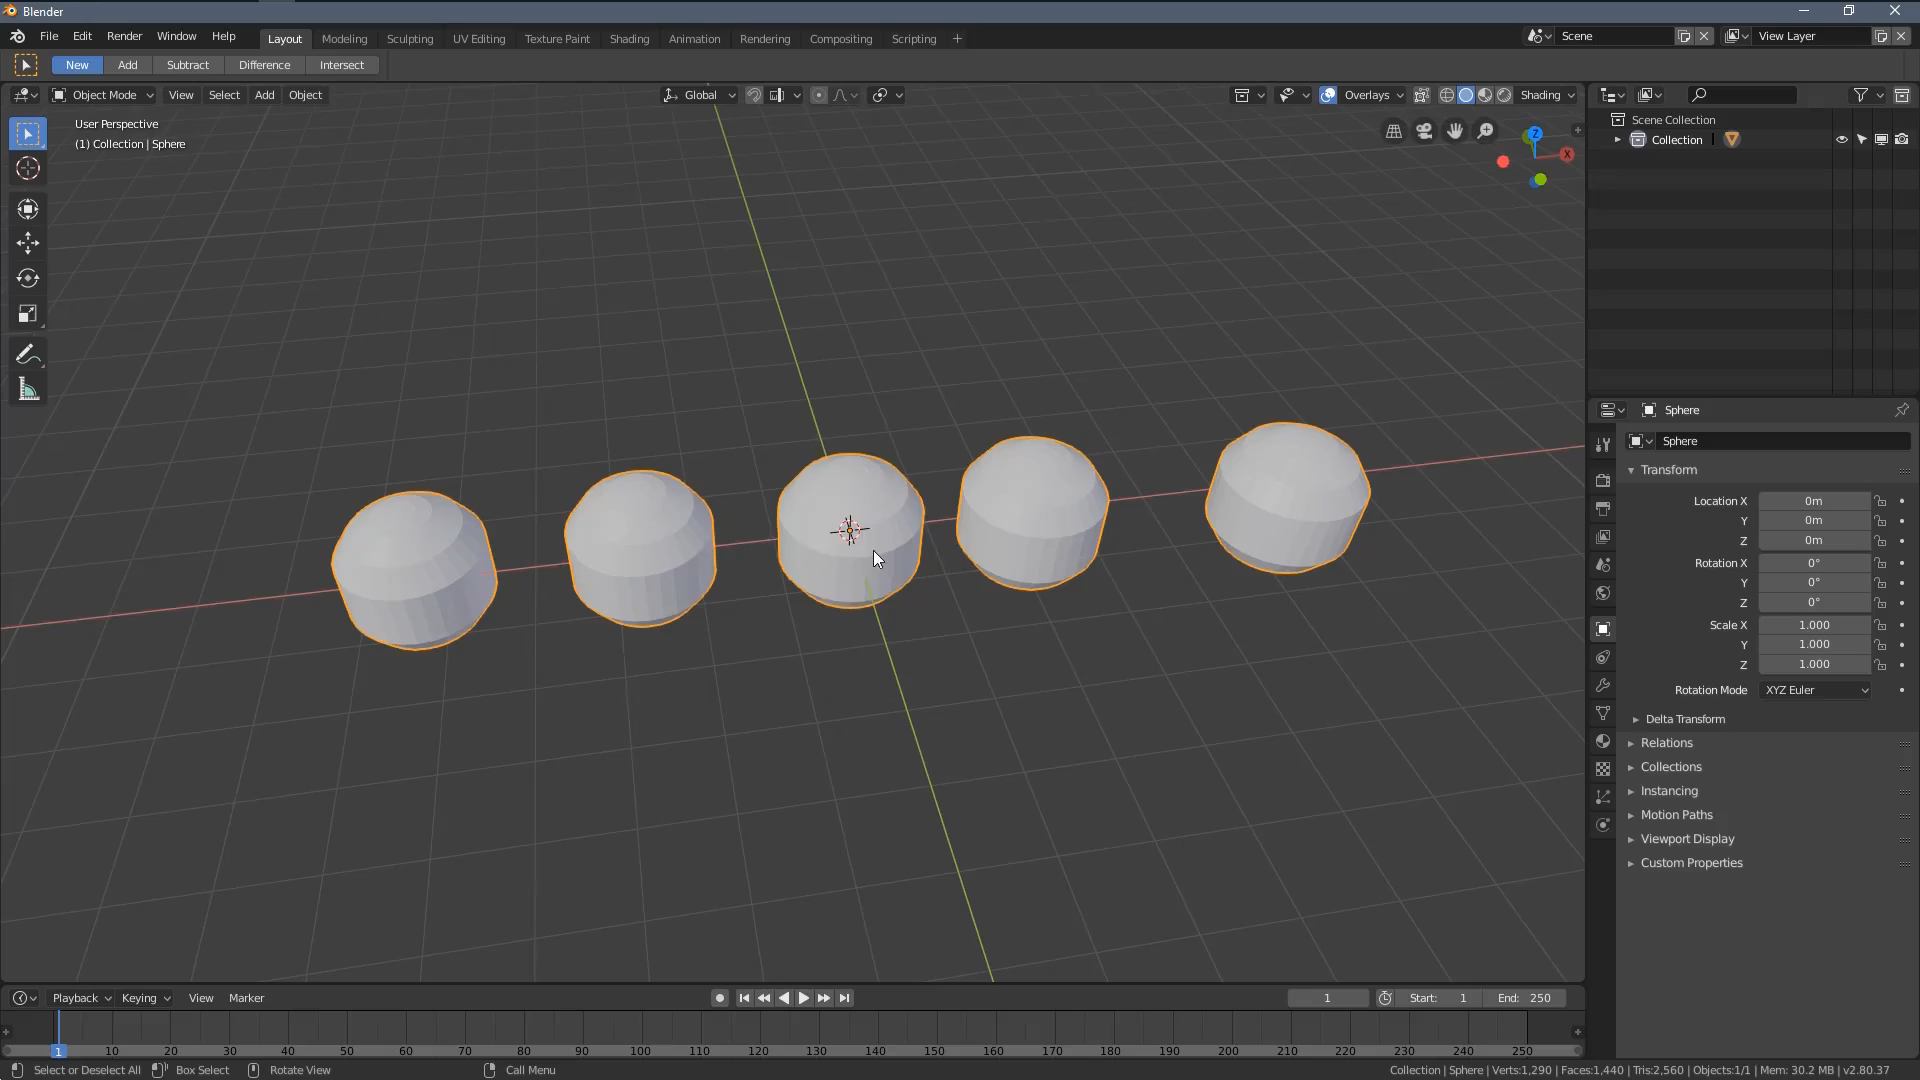 Blender
File Edit Render Window Help Layout Modeling Sculpting UV Editing Texture Paint Shading Animation Rendering Compositing Scripting + Scene View Layer
New Add Subtract Difference Intersect
Object Mode View Select Add Object Global Overlays Shading
User Perspective
(1) Collection | Sphere
Z
X
Scene Collection
Collection
Sphere
Sphere
Transform
Location X 0m
Y 0m
Z 0m
Rotation X 0°
Y 0°
Z 0°
Scale X 1.000
Y 1.000
Z 1.000
Rotation Mode XYZ Euler
Delta Transform
Relations
Collections
Instancing
Motion Paths
Viewport Display
Custom Properties
Playback Keying View Marker 1 Start: 1 End: 250
1 10 20 30 40 50 60 70 80 90 100 110 120 130 140 150 160 170 180 190 200 210 220 230 240 250
Select or Deselect All Box Select Rotate View Call Menu Collection | Sphere | Verts:1,290 | Faces:1,440 | Tris:2,560 | Objects:1/1 | Mem: 30.2 MB | v2.80.37